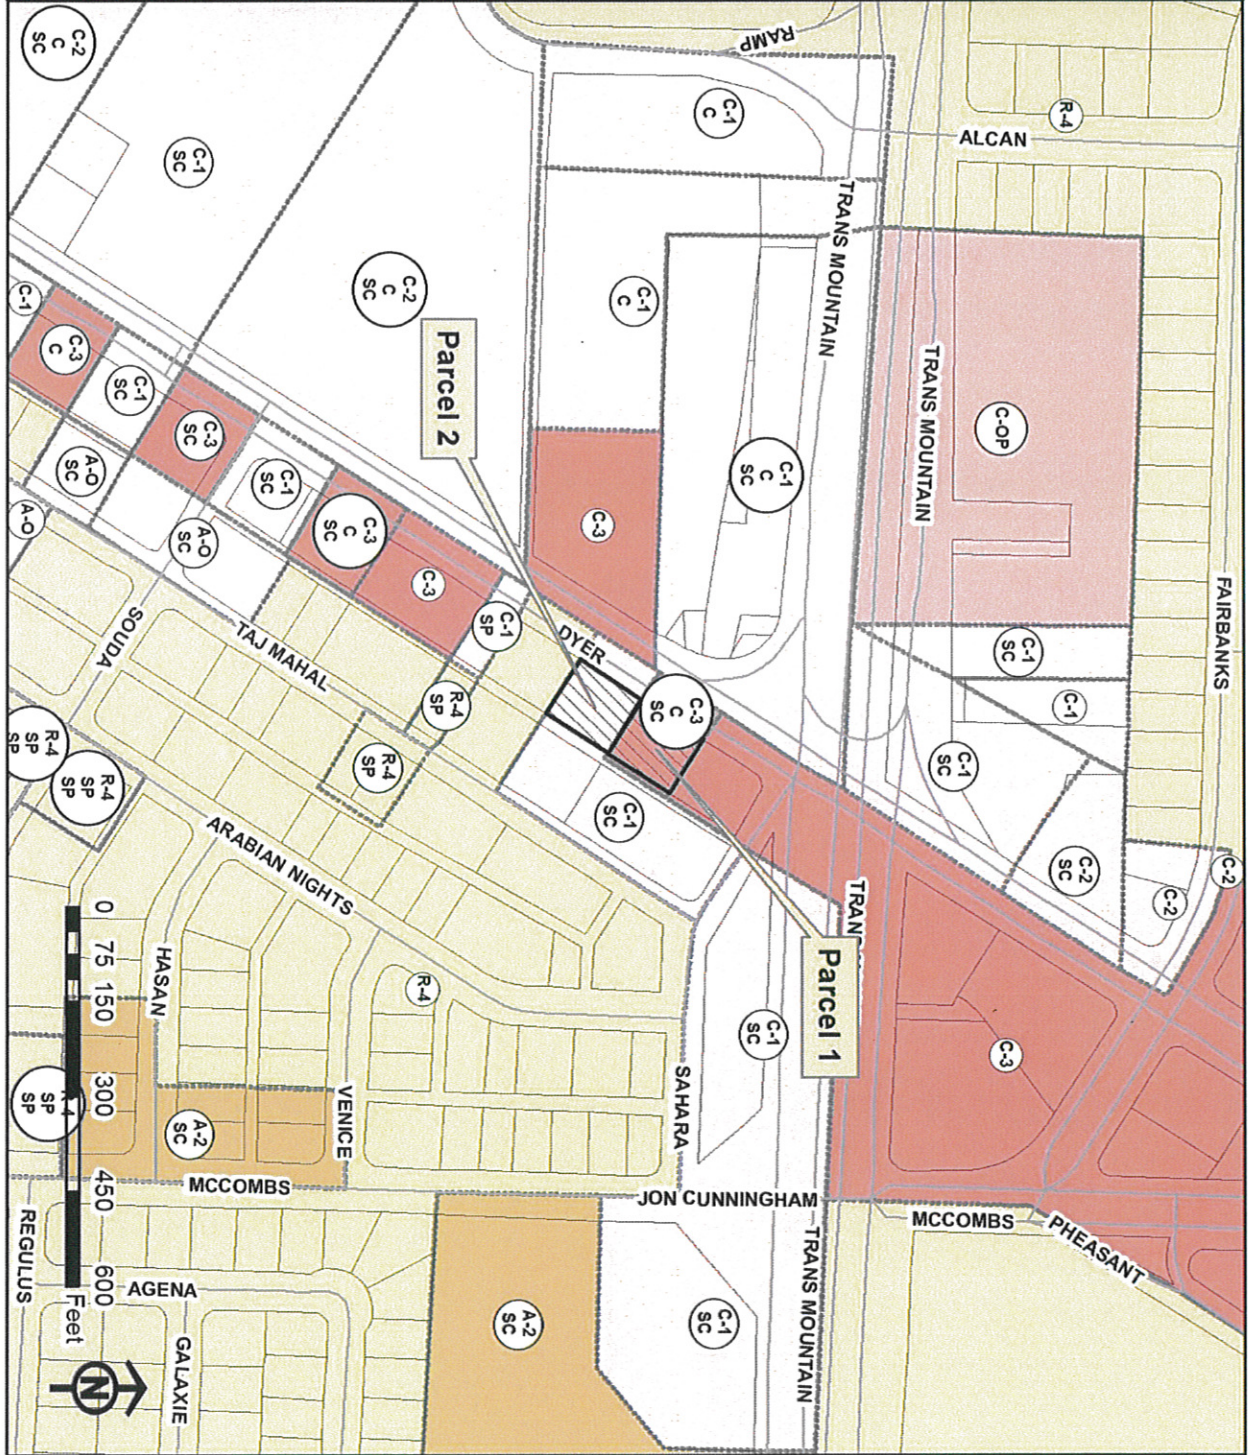 RAMP
C-2
C
SC
C-1
C
R-4
ALCAN
C-1
SC
TRANS MOUNTAIN
C-2
C
SC
C-1
C
C-1
TRANS MOUNTAIN
C-OP
C-3
C
C-1
SC
Parcel 2
C-1
C
SC
C-3
SC
A-O
SC
C-1
SC
C-3
A-O
A-O
SC
C-3
C
SC
C-3
FAIRBANKS
SOUDA
TAJ MAHAL
C-1
SP
DYER
C-1
SC
R-4
SP
C-3
C
SC
C-1
R-4
SP
SP
R-4
SP
SP
R-4
SP
C-1
SC
C-1
SC
ARABIAN NIGHTS
C-2
SC
C-2
C-2
0
75
150
300
450
600
Feet
HASAN
R-4
Parcel 1
C-1
SC
C-3
SP
SP
A-2
SC
VENICE
SAHARA
MCCOMBS
JON CUNNINGHAM
MCCOMBS
PHEASANT
REGULUS
AGENA
GALAXIE
A-2
SC
C-1
SC
TRANS MOUNTAIN
N